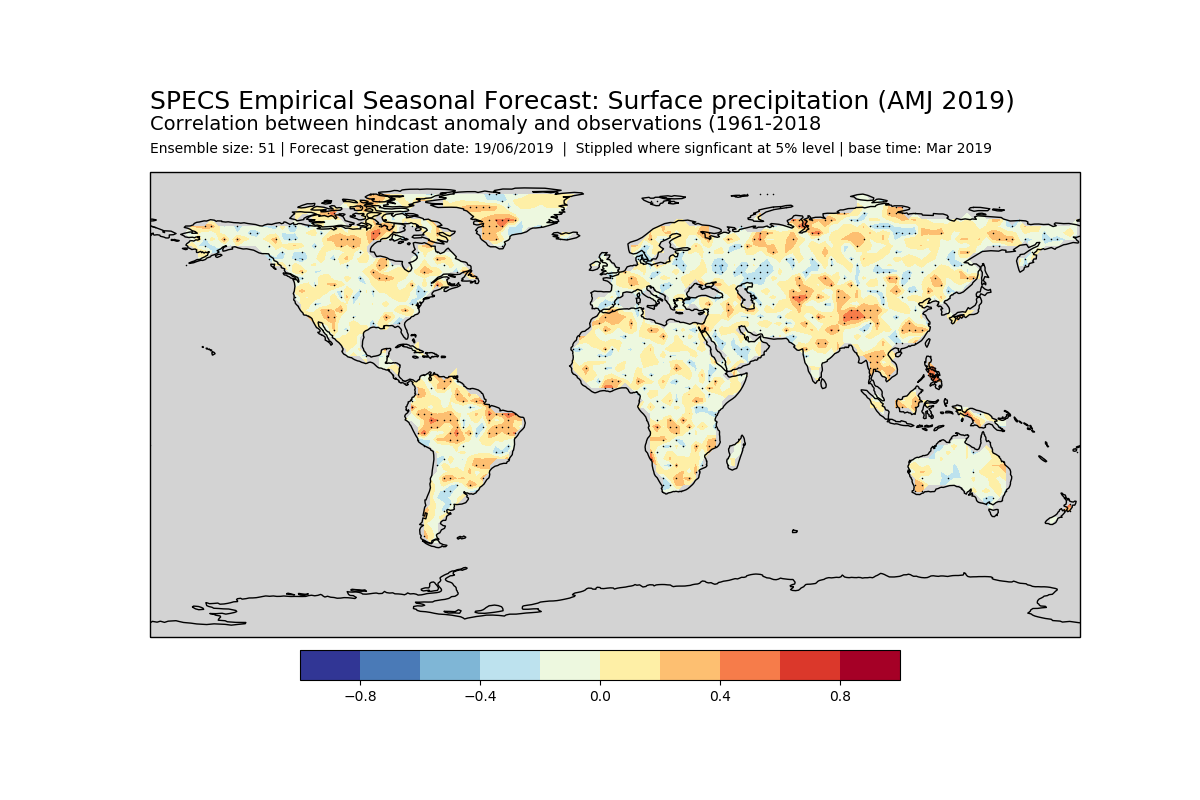 SPECS Empirical Seasonal Forecast: Surface precipitation (AMJ 2019)
Correlation between hindcast anomaly and observations (1961-2018
Ensemble size: 51 | Forecast generation date: 19/06/2019  |  Stippled where signficant at 5% level | base time: Mar 2019
−0.8 −0.4 0.0 0.4 0.8